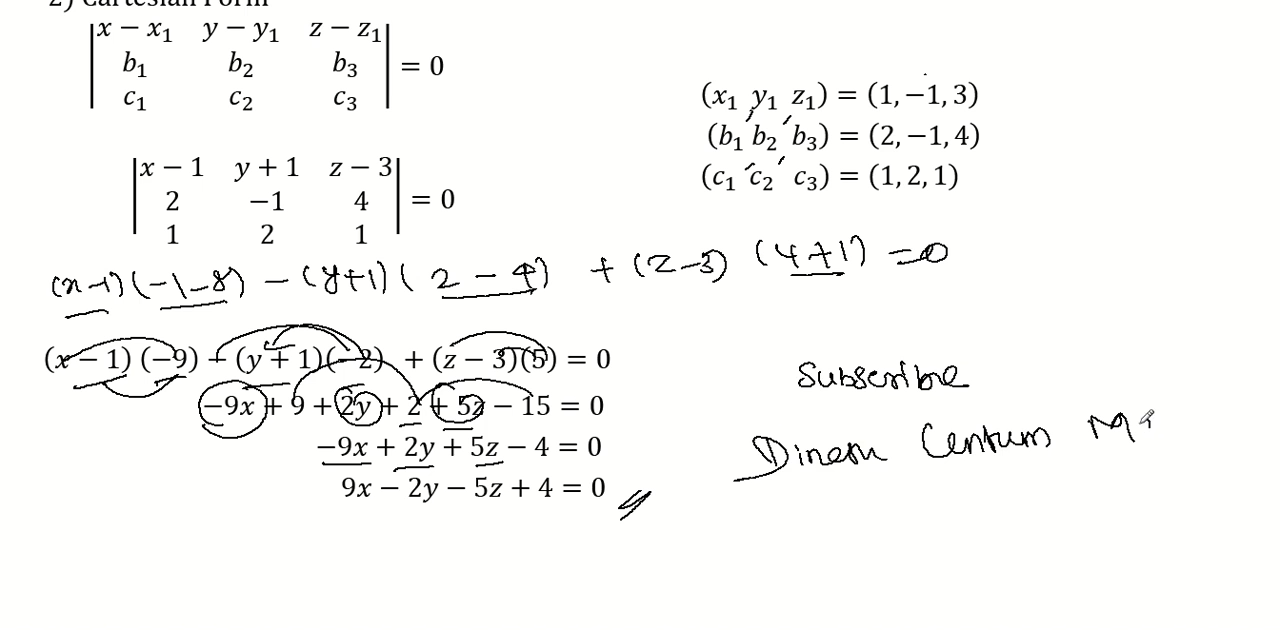 2) Cartesian Form
|x − x₁ y − y₁ z − z₁|
|b₁ b₂ b₃| = 0
|c₁ c₂ c₃|
(x₁, y₁, z₁) = (1, −1, 3)
(b₁, b₂, b₃) = (2, −1, 4)
(c₁, c₂, c₃) = (1, 2, 1)
|x − 1 y + 1 z − 3|
|2 −1 4| = 0
|1 2 1|
(x−1)(−1−8) − (y+1)(2−4) + (z−3)(4+1) = 0
(x − 1)(−9) − (y + 1)(−2) + (z − 3)(5) = 0
−9x + 9 + 2y + 2 + 5z − 15 = 0
−9x + 2y + 5z − 4 = 0
9x − 2y − 5z + 4 = 0
Subscribe
Dinesh Centum